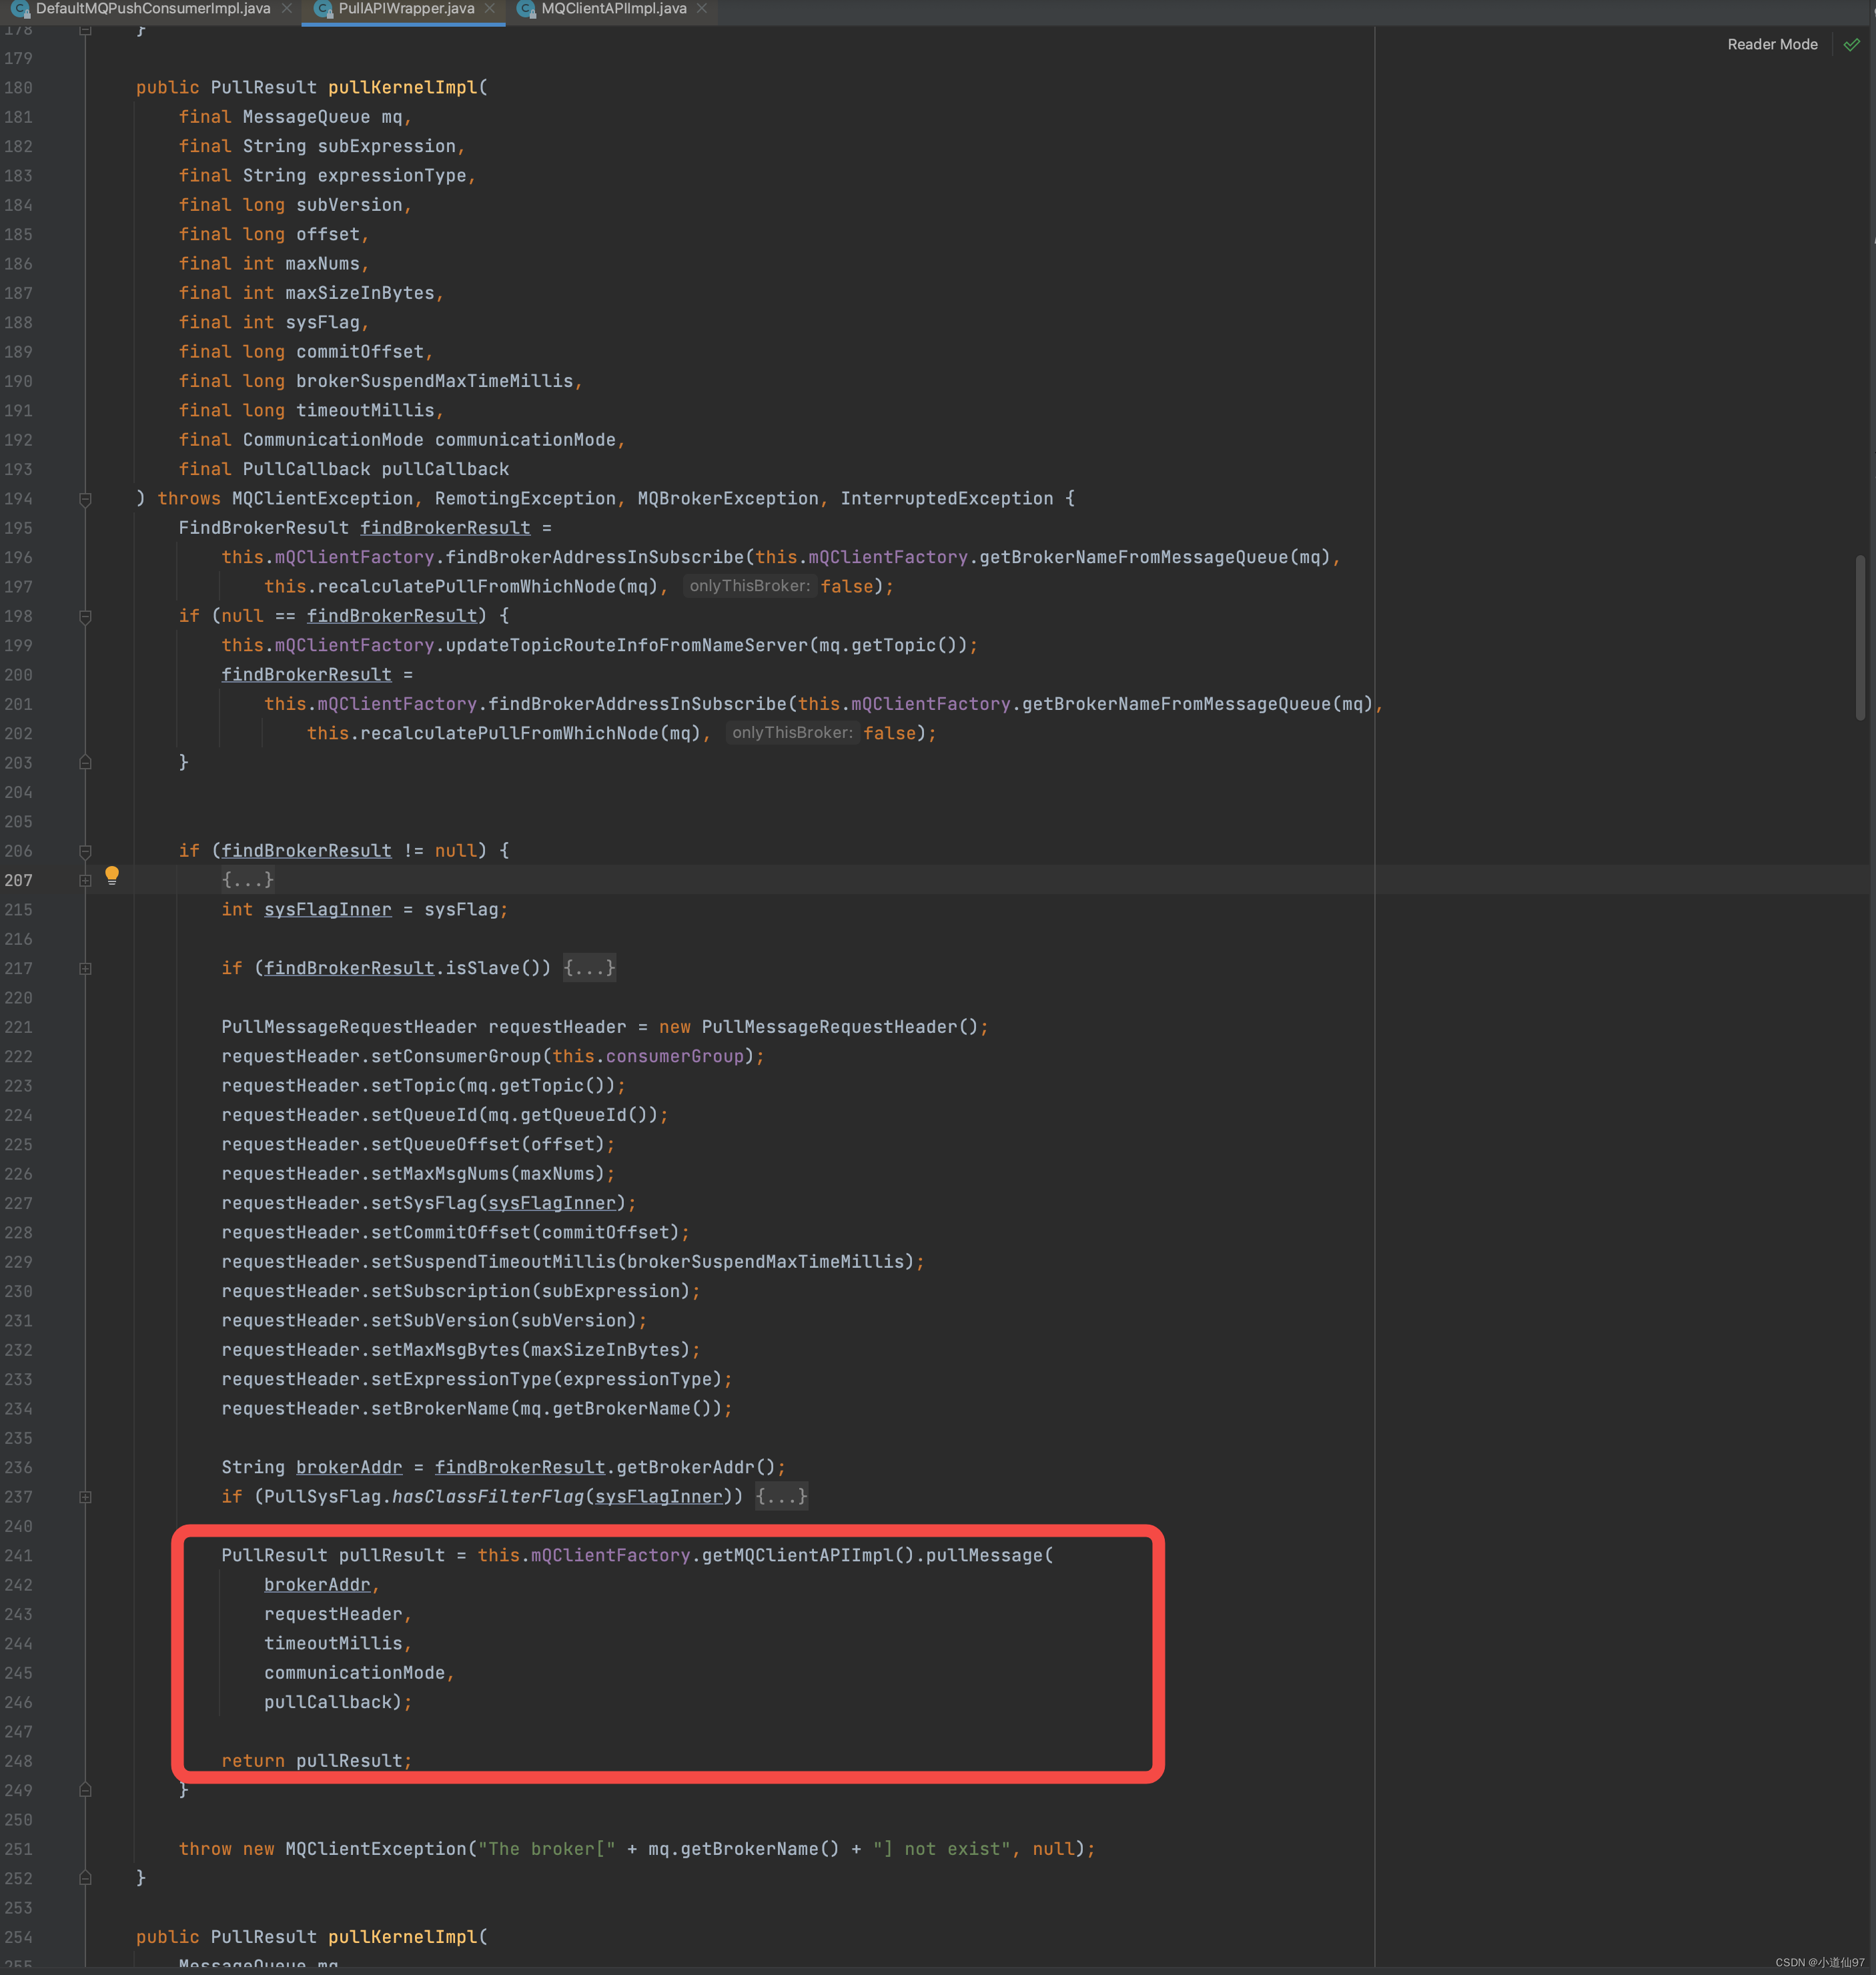 DefaultMQPushConsumerImpl.java PullAPIWrapper.java MQClientAPIImpl.java
178 }
Reader Mode
179
180 public PullResult pullKernelImpl(
181 final MessageQueue mq,
182 final String subExpression,
183 final String expressionType,
184 final long subVersion,
185 final long offset,
186 final int maxNums,
187 final int maxSizeInBytes,
188 final int sysFlag,
189 final long commitOffset,
190 final long brokerSuspendMaxTimeMillis,
191 final long timeoutMillis,
192 final CommunicationMode communicationMode,
193 final PullCallback pullCallback
194 ) throws MQClientException, RemotingException, MQBrokerException, InterruptedException {
195 FindBrokerResult findBrokerResult =
196 this.mQClientFactory.findBrokerAddressInSubscribe(this.mQClientFactory.getBrokerNameFromMessageQueue(mq),
197 this.recalculatePullFromWhichNode(mq), onlyThisBroker: false);
198 if (null == findBrokerResult) {
199 this.mQClientFactory.updateTopicRouteInfoFromNameServer(mq.getTopic());
200 findBrokerResult =
201 this.mQClientFactory.findBrokerAddressInSubscribe(this.mQClientFactory.getBrokerNameFromMessageQueue(mq),
202 this.recalculatePullFromWhichNode(mq), onlyThisBroker: false);
203 }
204
205
206 if (findBrokerResult != null) {
207 {...}
215 int sysFlagInner = sysFlag;
216
217 if (findBrokerResult.isSlave()) {...}
220
221 PullMessageRequestHeader requestHeader = new PullMessageRequestHeader();
222 requestHeader.setConsumerGroup(this.consumerGroup);
223 requestHeader.setTopic(mq.getTopic());
224 requestHeader.setQueueId(mq.getQueueId());
225 requestHeader.setQueueOffset(offset);
226 requestHeader.setMaxMsgNums(maxNums);
227 requestHeader.setSysFlag(sysFlagInner);
228 requestHeader.setCommitOffset(commitOffset);
229 requestHeader.setSuspendTimeoutMillis(brokerSuspendMaxTimeMillis);
230 requestHeader.setSubscription(subExpression);
231 requestHeader.setSubVersion(subVersion);
232 requestHeader.setMaxMsgBytes(maxSizeInBytes);
233 requestHeader.setExpressionType(expressionType);
234 requestHeader.setBrokerName(mq.getBrokerName());
235
236 String brokerAddr = findBrokerResult.getBrokerAddr();
237 if (PullSysFlag.hasClassFilterFlag(sysFlagInner)) {...}
240
241 PullResult pullResult = this.mQClientFactory.getMQClientAPIImpl().pullMessage(
242 brokerAddr,
243 requestHeader,
244 timeoutMillis,
245 communicationMode,
246 pullCallback);
247
248 return pullResult;
249 }
250
251 throw new MQClientException("The broker[" + mq.getBrokerName() + "] not exist", null);
252 }
253
254 public PullResult pullKernelImpl(
255 MessageQueue mq,
CSDN @小道仙97